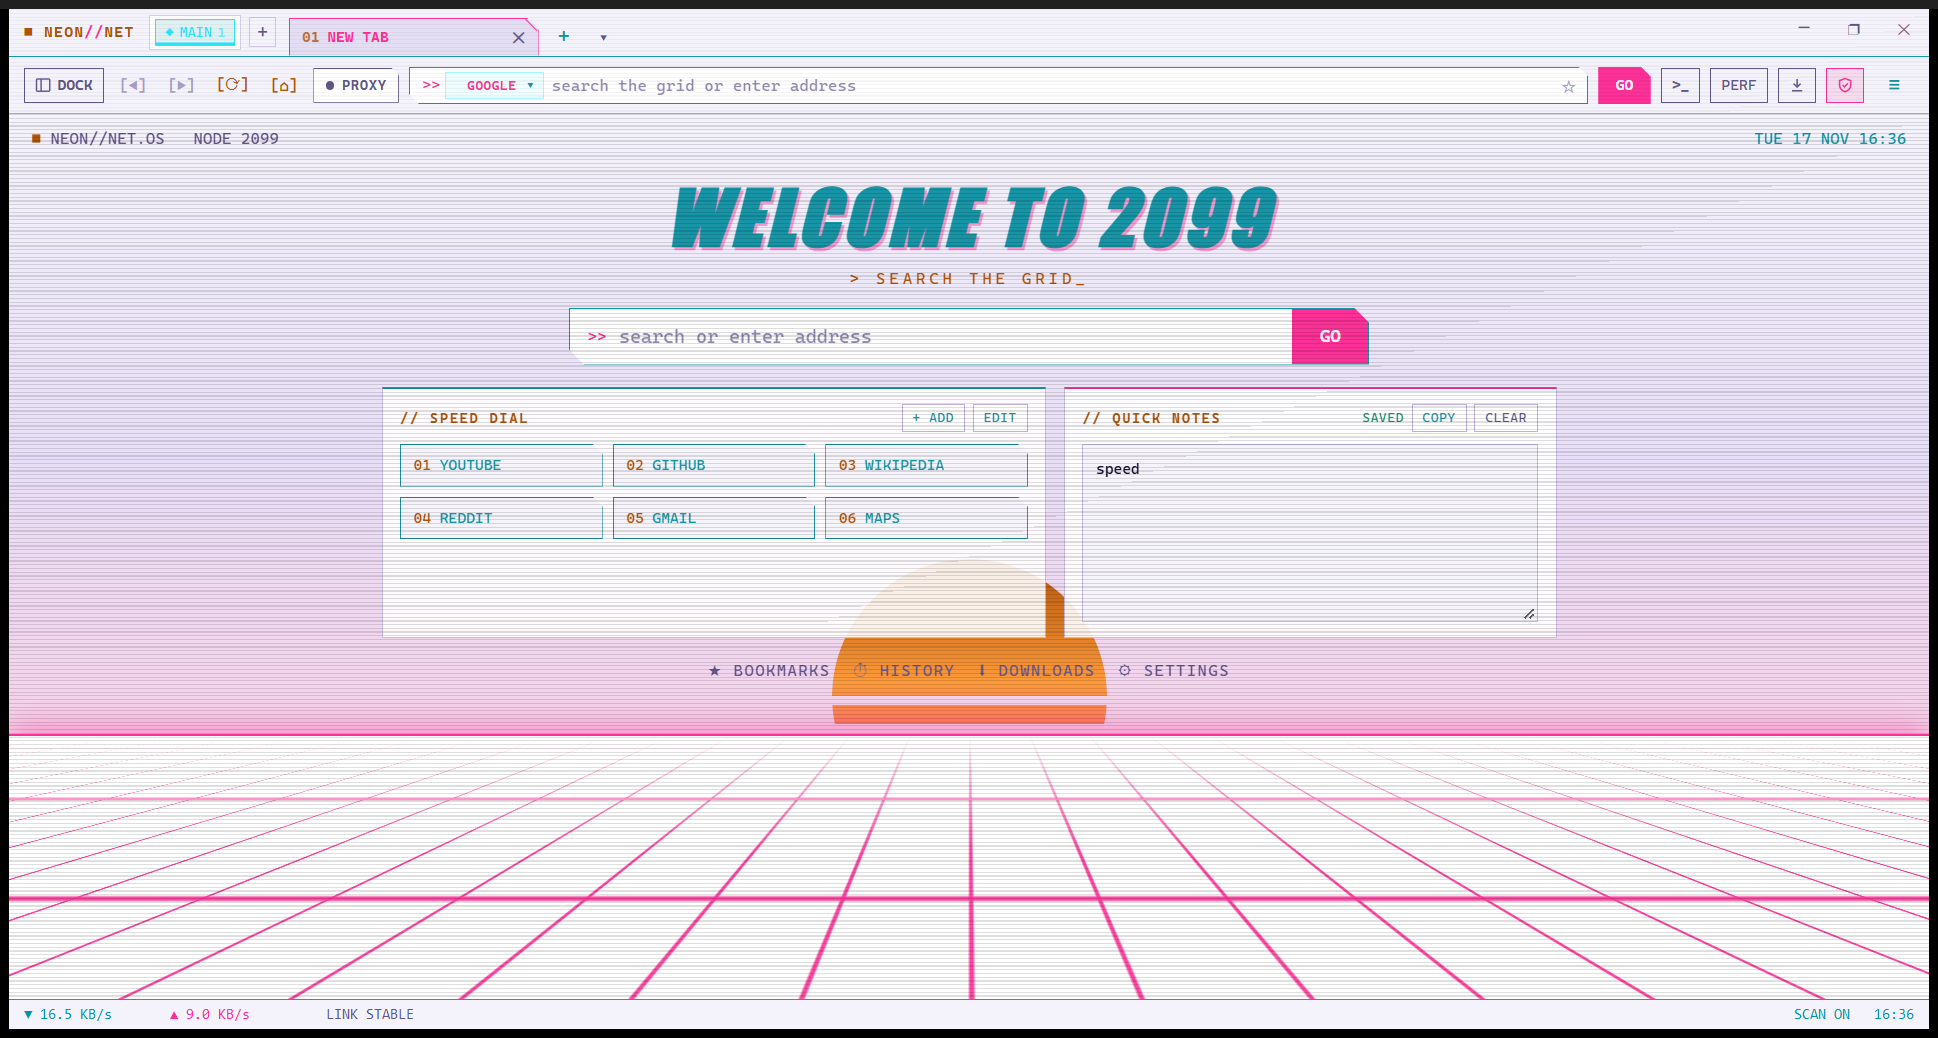 NEON//NET MAIN 1 + 01 NEW TAB × +
DOCK [◄] [►] [⟳] [⌂] PROXY >> GOOGLE ▼ search the grid or enter address ☆ GO >_ PERF
NEON//NET.OS NODE 2099 TUE 17 NOV 16:36
WELCOME TO 2099
> SEARCH THE GRID_
>> search or enter address GO
// SPEED DIAL + ADD EDIT
01 YOUTUBE 02 GITHUB 03 WIKIPEDIA
04 REDDIT 05 GMAIL 06 MAPS
// QUICK NOTES SAVED COPY CLEAR
speed
★ BOOKMARKS ⏱ HISTORY ⬇ DOWNLOADS ⚙ SETTINGS
▼ 16.5 KB/s ▲ 9.0 KB/s LINK STABLE SCAN ON 16:36